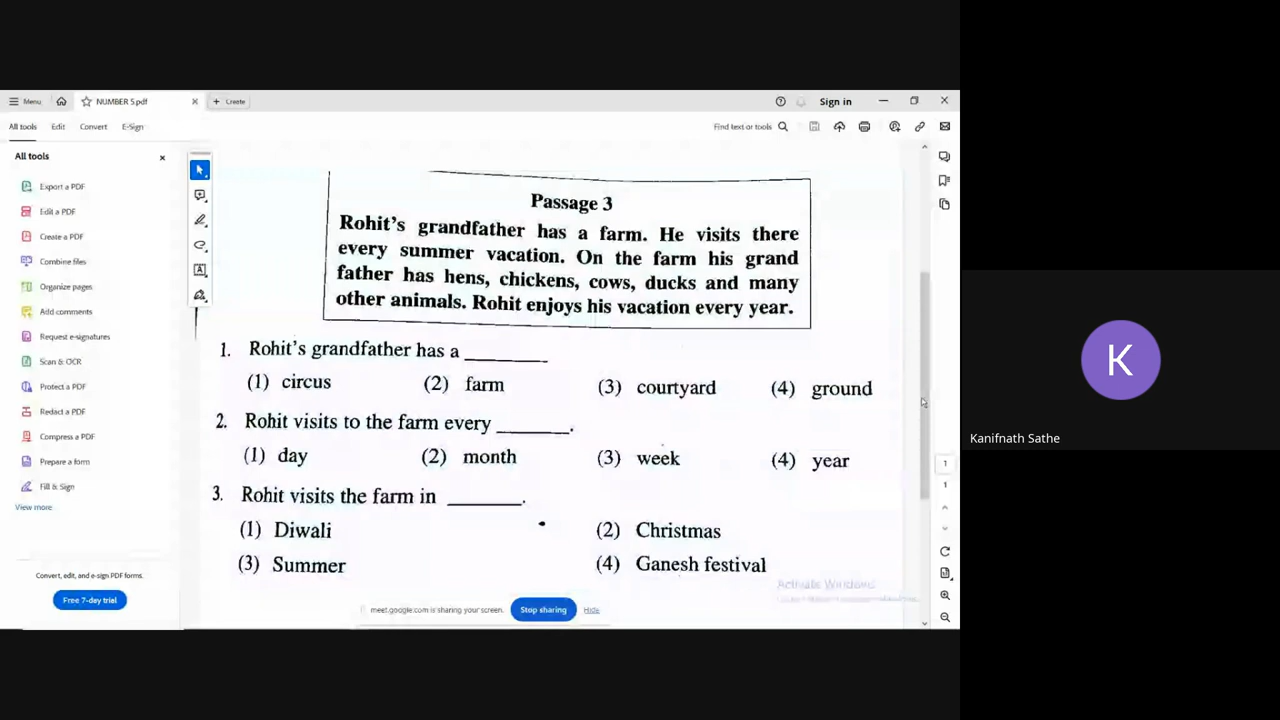 Menu
NUMBER 5.pdf
Create
Sign in
All tools
Edit
Convert
E-Sign
Find text or tools
All tools
Export a PDF
Edit a PDF
Create a PDF
Combine files
Organize pages
Add comments
Request e-signatures
Scan & OCR
Protect a PDF
Redact a PDF
Compress a PDF
Prepare a form
Fill & Sign
View more
Convert, edit, and e-sign PDF forms.
Free 7-day trial
Passage 3
Rohit's grandfather has a farm. He visits there
every summer vacation. On the farm his grand
father has hens, chickens, cows, ducks and many
other animals. Rohit enjoys his vacation every year.
1. Rohit's grandfather has a ________
(1) circus (2) farm (3) courtyard (4) ground
2. Rohit visits to the farm every _______.
(1) day (2) month (3) week (4) year
3. Rohit visits the farm in _______.
(1) Diwali (2) Christmas
(3) Summer (4) Ganesh festival
Activate Windows
meet.google.com is sharing your screen.
Stop sharing
Hide
1
1
K
Kanifnath Sathe